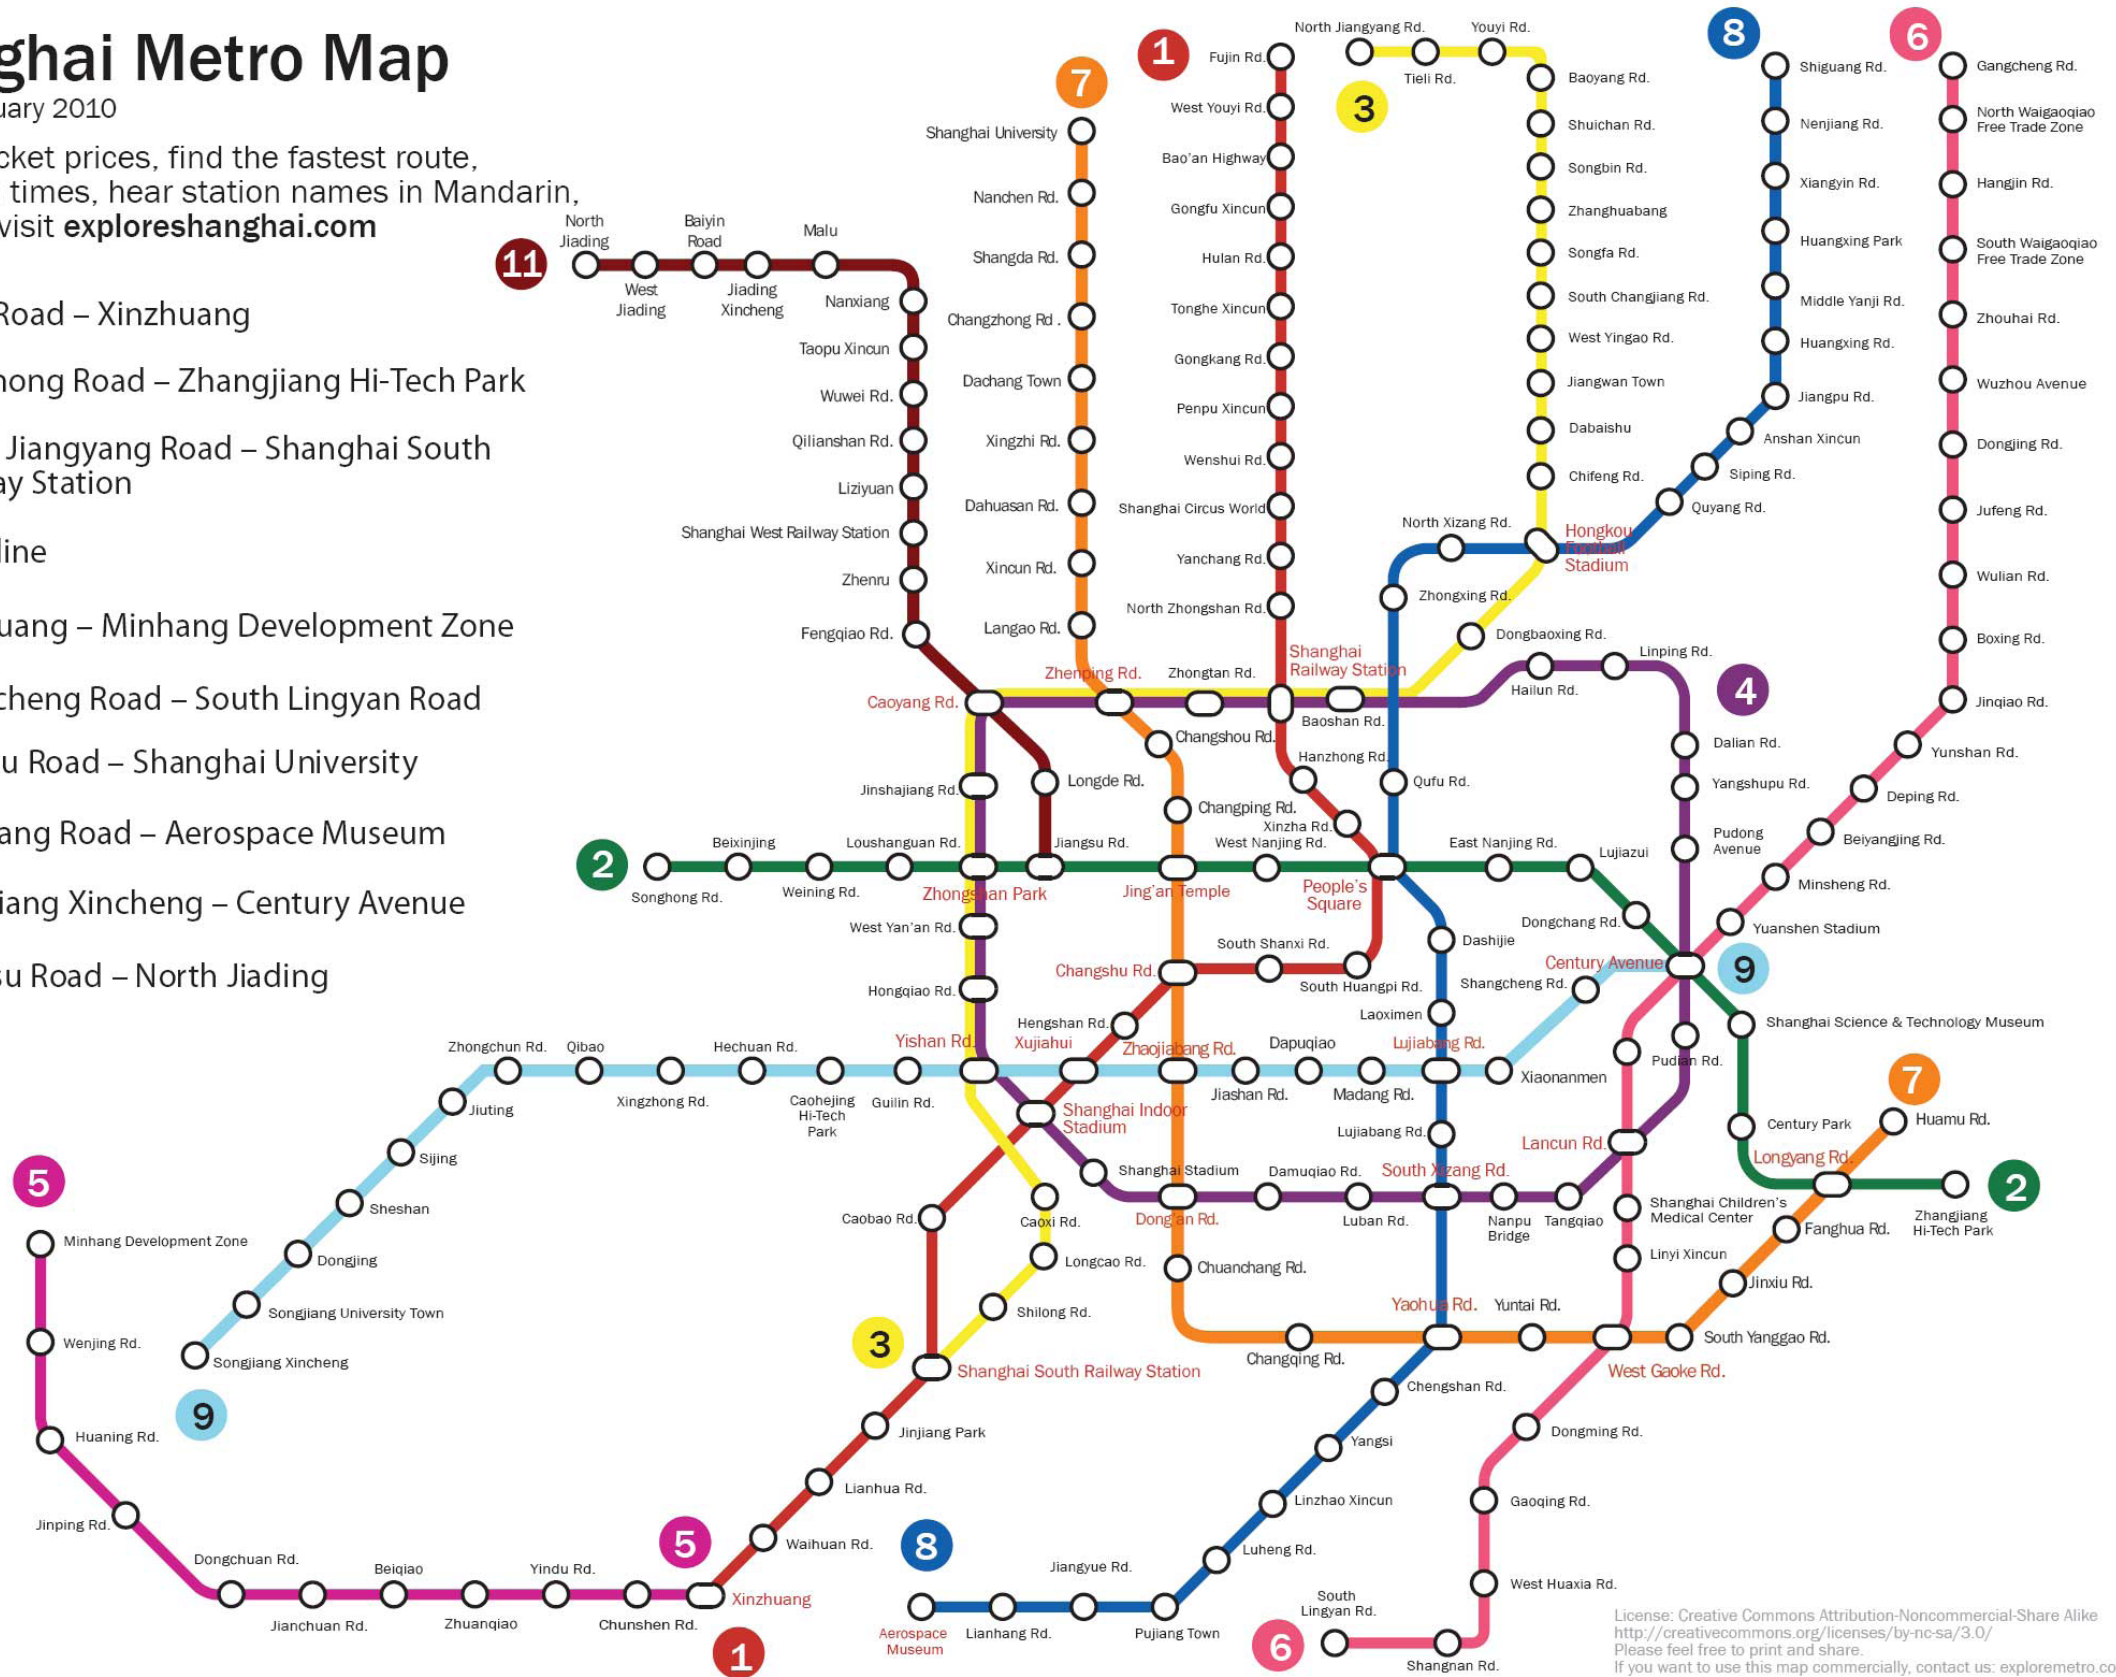 ghai Metro Map
uary 2010
cket prices, find the fastest route,
times, hear station names in Mandarin,
visit exploreshanghai.com
Road – Xinzhuang
hong Road – Zhangjiang Hi-Tech Park
Jiangyang Road – Shanghai South
ay Station
line
uang – Minhang Development Zone
cheng Road – South Lingyan Road
u Road – Shanghai University
ang Road – Aerospace Museum
iang Xincheng – Century Avenue
su Road – North Jiading
11
North
Jiading
West
Jiading
Baiyin
Road
Jiading
Xincheng
Malu
Nanxiang
Taopu Xincun
Wuwei Rd.
Qilianshan Rd.
Liziyuan
Shanghai West Railway Station
Zhenru
Fengqiao Rd.
Caoyang Rd.
Longde Rd.
Jiangsu Rd.
7
Shanghai University
Nanchen Rd.
Shangda Rd.
Changzhong Rd .
Dachang Town
Xingzhi Rd.
Dahuasan Rd.
Xincun Rd.
Langao Rd.
Zhenping Rd.
Changshou Rd.
Changping Rd.
Jing'an Temple
Changshu Rd.
Zhaojiabang Rd.
Dong'an Rd.
Chuanchang Rd.
Changqing Rd.
Yaohua Rd.
Yuntai Rd.
West Gaoke Rd.
South Yanggao Rd.
Jinxiu Rd.
Fanghua Rd.
Longyang Rd.
Huamu Rd.
7
1
Fujin Rd.
West Youyi Rd.
Bao'an Highway
Gongfu Xincun
Hulan Rd.
Tonghe Xincun
Gongkang Rd.
Penpu Xincun
Wenshui Rd.
Shanghai Circus World
Yanchang Rd.
North Zhongshan Rd.
Shanghai
Railway Station
Hanzhong Rd.
Xinzha Rd.
People's
Square
South Huangpi Rd.
South Shanxi Rd.
Hengshan Rd.
Xujiahui
Shanghai Indoor
Stadium
Caobao Rd.
Shanghai South Railway Station
Jinjiang Park
Lianhua Rd.
Waihuan Rd.
Xinzhuang
1
North Jiangyang Rd.
Tieli Rd.
Youyi Rd.
3
Baoyang Rd.
Shuichan Rd.
Songbin Rd.
Zhanghuabang
Songfa Rd.
South Changjiang Rd.
West Yingao Rd.
Jiangwan Town
Dabaishu
Chifeng Rd.
Hongkou
Football
Stadium
Dongbaoxing Rd.
Baoshan Rd.
Zhongtan Rd.
Jinshajiang Rd.
Zhongshan Park
West Yan'an Rd.
Hongqiao Rd.
Yishan Rd.
Caoxi Rd.
Longcao Rd.
Shilong Rd.
3
8
Shiguang Rd.
Nenjiang Rd.
Xiangyin Rd.
Huangxing Park
Middle Yanji Rd.
Huangxing Rd.
Jiangpu Rd.
Anshan Xincun
Siping Rd.
Quyang Rd.
North Xizang Rd.
Zhongxing Rd.
Qufu Rd.
Dashijie
Laoximen
Lujiabang Rd.
Lujiabang Rd.
South Xizang Rd.
Chengshan Rd.
Yangsi
Linzhao Xincun
Luheng Rd.
Pujiang Town
Jiangyue Rd.
Lianhang Rd.
Aerospace
Museum
8
6
Gangcheng Rd.
North Waigaoqiao
Free Trade Zone
Hangjin Rd.
South Waigaoqiao
Free Trade Zone
Zhouhai Rd.
Wuzhou Avenue
Dongjing Rd.
Jufeng Rd.
Wulian Rd.
Boxing Rd.
Jinqiao Rd.
Yunshan Rd.
Deping Rd.
Beiyangjing Rd.
Minsheng Rd.
Yuanshen Stadium
Century Avenue
Pudian Rd.
Lancun Rd.
Shanghai Children's
Medical Center
Linyi Xincun
Dongming Rd.
Gaoqing Rd.
West Huaxia Rd.
Shangnan Rd.
South
Lingyan Rd.
6
4
Hailun Rd.
Linping Rd.
Dalian Rd.
Yangshupu Rd.
Pudong
Avenue
Tangqiao
Nanpu
Bridge
Luban Rd.
Damuqiao Rd.
Shanghai Stadium
2
Songhong Rd.
Beixinjing
Weining Rd.
Loushanguan Rd.
West Nanjing Rd.
East Nanjing Rd.
Lujiazui
Dongchang Rd.
Shanghai Science & Technology Museum
Century Park
Zhangjiang
Hi-Tech Park
2
9
Shangcheng Rd.
Xiaonanmen
Madang Rd.
Dapuqiao
Jiashan Rd.
Guilin Rd.
Caohejing
Hi-Tech
Park
Hechuan Rd.
Xingzhong Rd.
Qibao
Zhongchun Rd.
Jiuting
Sijing
Sheshan
Dongjing
Songjiang University Town
Songjiang Xincheng
9
5
Minhang Development Zone
Wenjing Rd.
Huaning Rd.
Jinping Rd.
Dongchuan Rd.
Jianchuan Rd.
Beiqiao
Zhuanqiao
Yindu Rd.
Chunshen Rd.
5
License: Creative Commons Attribution-Noncommercial-Share Alike
http://creativecommons.org/licenses/by-nc-sa/3.0/
Please feel free to print and share.
If you want to use this map commercially, contact us: exploremetro.co